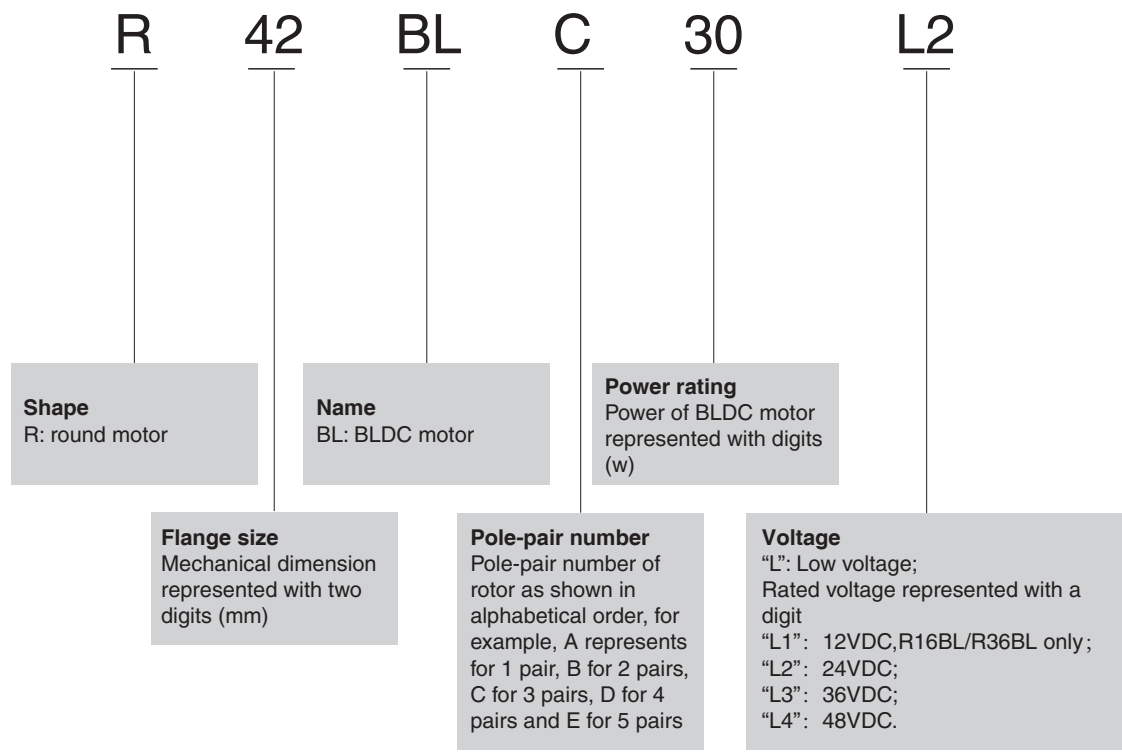 R 42 BL C 30 L2
Shape
R: round motor
Name
BL: BLDC motor
Power rating
Power of BLDC motor
represented with digits
(w)
Flange size
Mechanical dimension
represented with two
digits (mm)
Pole-pair number
Pole-pair number of
rotor as shown in
alphabetical order, for
example, A represents
for 1 pair, B for 2 pairs,
C for 3 pairs, D for 4
pairs and E for 5 pairs
Voltage
“L”: Low voltage;
Rated voltage represented with a
digit
“L1”: 12VDC,R16BL/R36BL only;
“L2”: 24VDC;
“L3”: 36VDC;
“L4”: 48VDC.